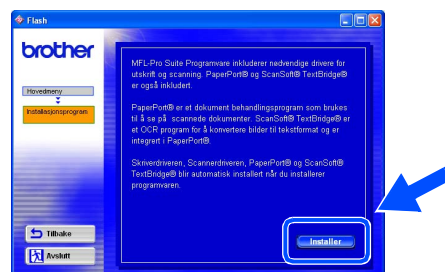 Flash
brother
Hovedmeny
Installasjonsprogram
MFL-Pro Suite Programvare inkluderer nødvendige drivere for
utskrift og scanning. PaperPort® og ScanSoft® TextBridge®
er også inkludert.
PaperPort® er et dokument behandlingsprogram som brukes
til å se på scannede dokumenter. ScanSoft® TextBridge® er
et OCR program for å konvertere bilder til tekstformat og er
integrert i PaperPort®.
Skriverdriveren, Scannerdriveren, PaperPort® og ScanSoft®
TextBridge® blir automatisk installert når du installerer
programvaren.
Tilbake
Avslutt
Installer